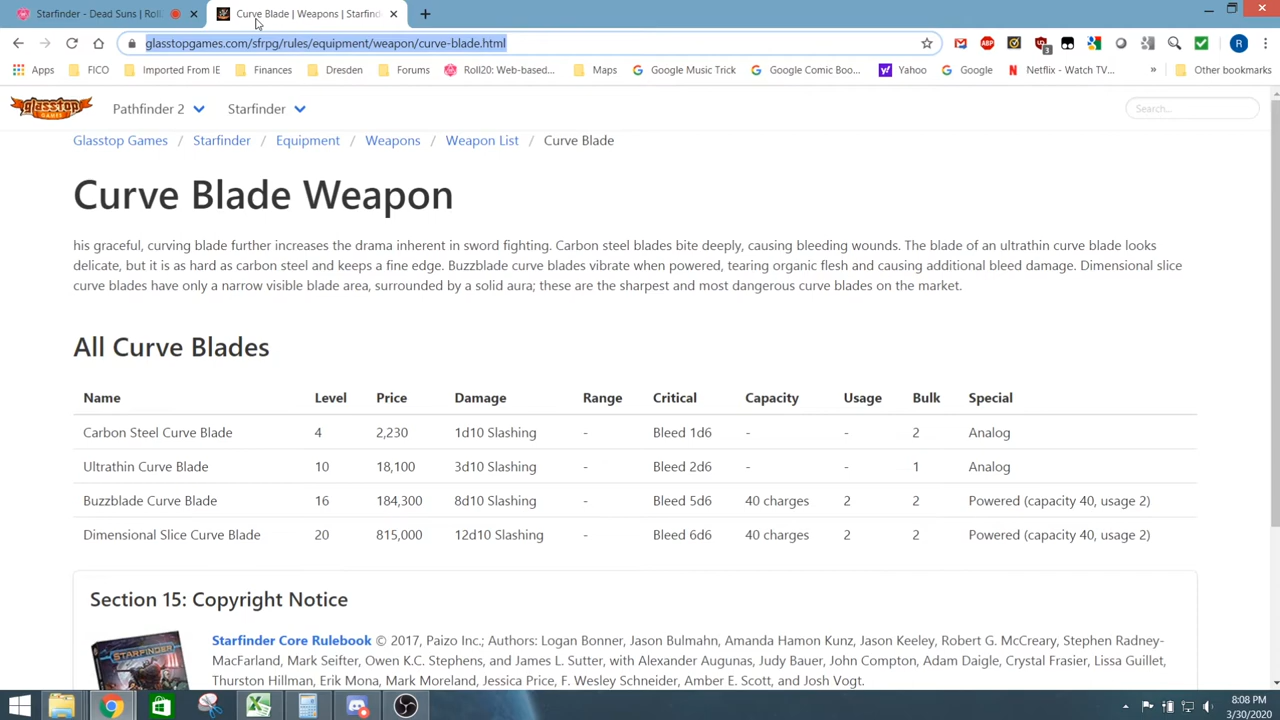 Starfinder - Dead Suns | Roll
Curve Blade | Weapons | Starfind
glasstopgames.com/sfrpg/rules/equipment/weapon/curve-blade.html
ABP
3
R
Apps FICO Imported From IE Finances Dresden Forums Roll20: Web-based... Maps Google Music Trick Google Comic Boo... Yahoo Google Netflix - Watch TV... » Other bookmarks
glasstop GAMES Pathfinder 2 Starfinder Search...
Glasstop Games / Starfinder / Equipment / Weapons / Weapon List / Curve Blade
Curve Blade Weapon
his graceful, curving blade further increases the drama inherent in sword fighting. Carbon steel blades bite deeply, causing bleeding wounds. The blade of an ultrathin curve blade looks
delicate, but it is as hard as carbon steel and keeps a fine edge. Buzzblade curve blades vibrate when powered, tearing organic flesh and causing additional bleed damage. Dimensional slice
curve blades have only a narrow visible blade area, surrounded by a solid aura; these are the sharpest and most dangerous curve blades on the market.
All Curve Blades
Name Level Price Damage Range Critical Capacity Usage Bulk Special
Carbon Steel Curve Blade 4 2,230 1d10 Slashing - Bleed 1d6 - - 2 Analog
Ultrathin Curve Blade 10 18,100 3d10 Slashing - Bleed 2d6 - - 1 Analog
Buzzblade Curve Blade 16 184,300 8d10 Slashing - Bleed 5d6 40 charges 2 2 Powered (capacity 40, usage 2)
Dimensional Slice Curve Blade 20 815,000 12d10 Slashing - Bleed 6d6 40 charges 2 2 Powered (capacity 40, usage 2)
Section 15: Copyright Notice
STARFINDER
Starfinder Core Rulebook © 2017, Paizo Inc.; Authors: Logan Bonner, Jason Bulmahn, Amanda Hamon Kunz, Jason Keeley, Robert G. McCreary, Stephen Radney-
MacFarland, Mark Seifter, Owen K.C. Stephens, and James L. Sutter, with Alexander Augunas, Judy Bauer, John Compton, Adam Daigle, Crystal Frasier, Lissa Guillet,
Thurston Hillman, Erik Mona, Mark Moreland, Jessica Price, F. Wesley Schneider, Amber E. Scott, and Josh Vogt.
8:08 PM
3/30/2020